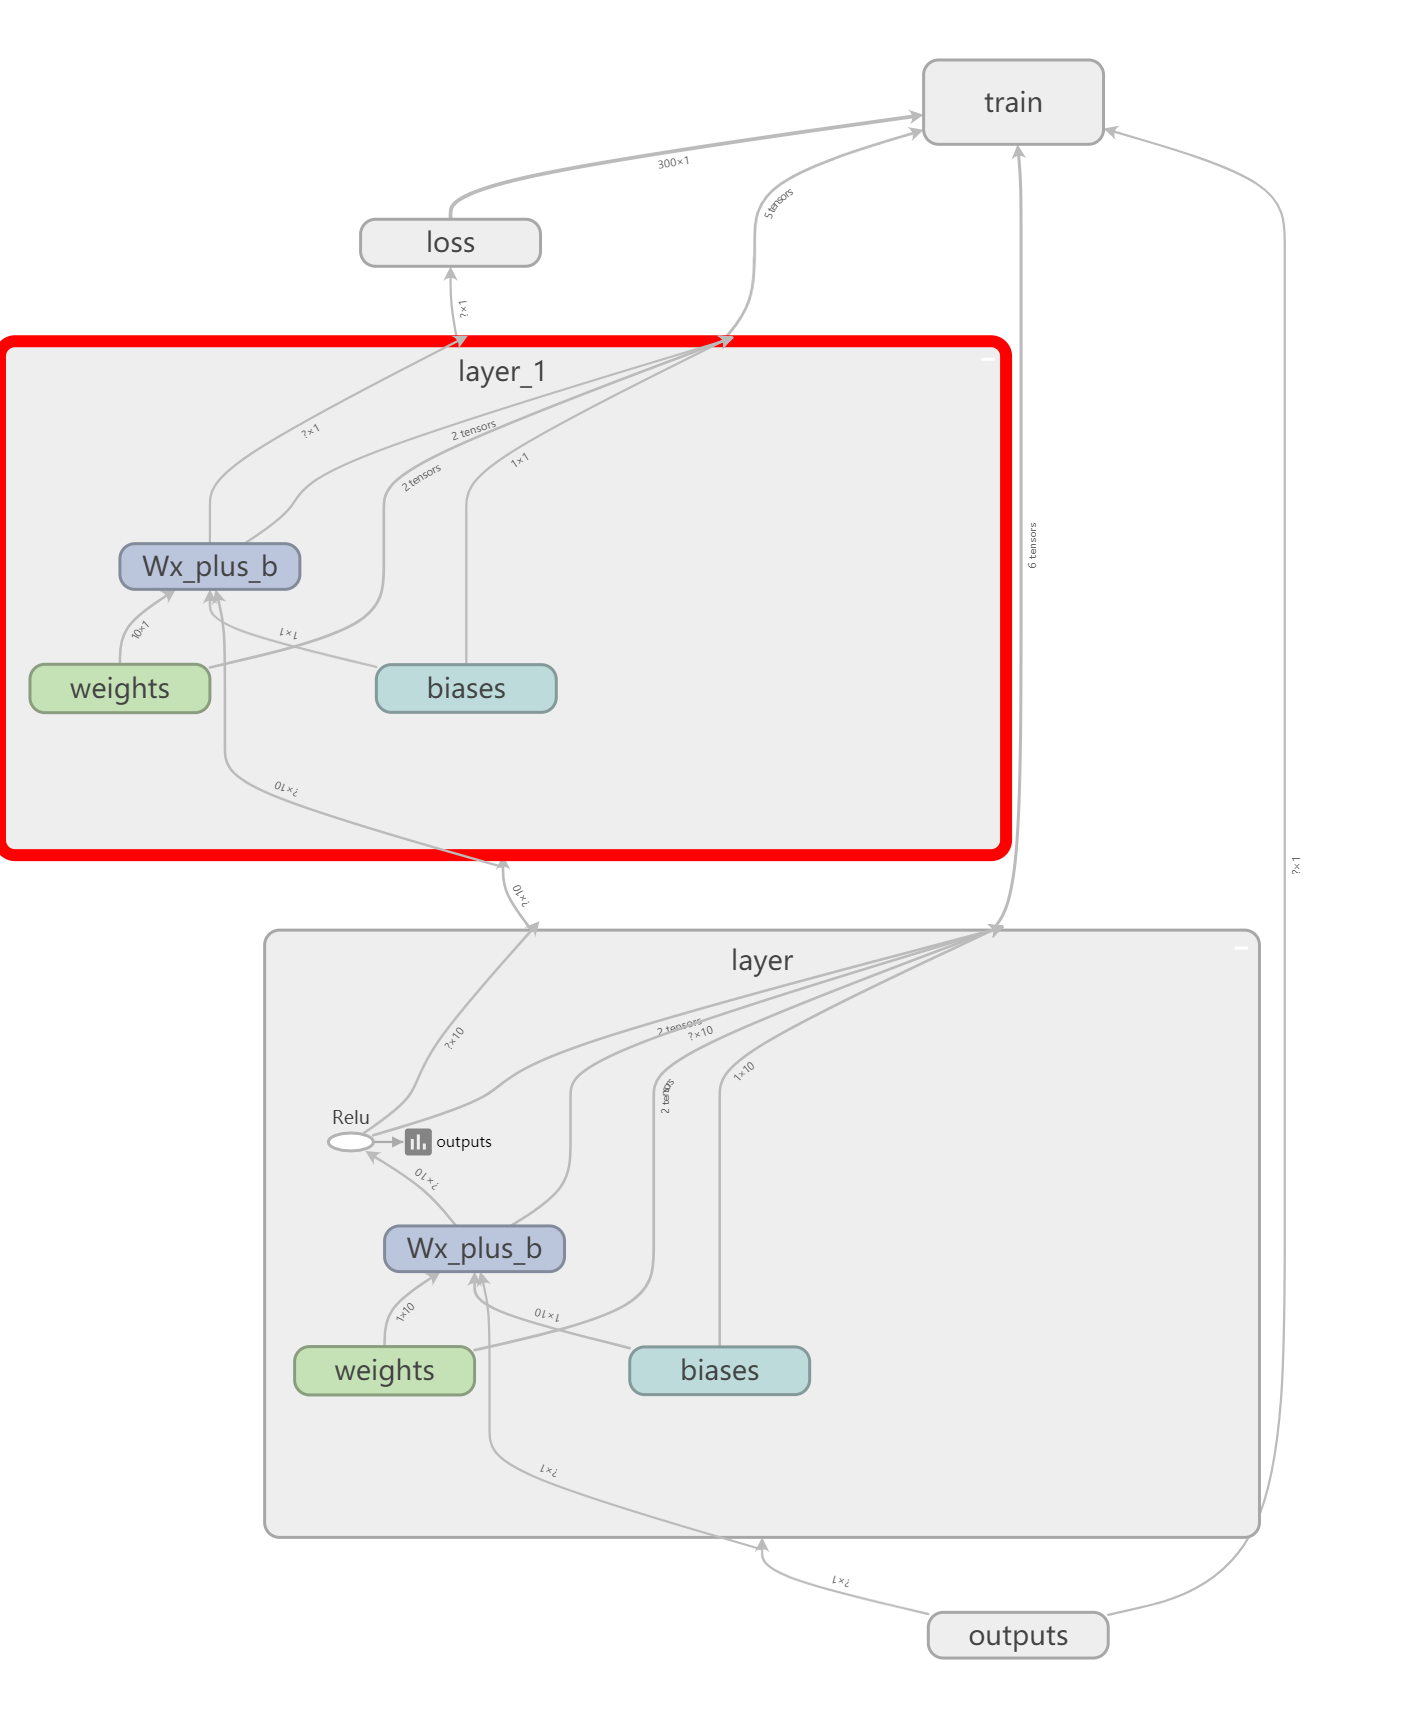 train
300×1
5 tensors
loss
?×1
layer_1
?×1
2 tensors
2 tensors
1×1
6 tensors
Wx_plus_b
10×1
1×1
weights
biases
?×10
?×1
?×10
layer
2 tensors
?×10
?×10
1×10
2 tensors
Relu
outputs
?×10
Wx_plus_b
1×10
1×10
weights
biases
?×1
?×1
outputs